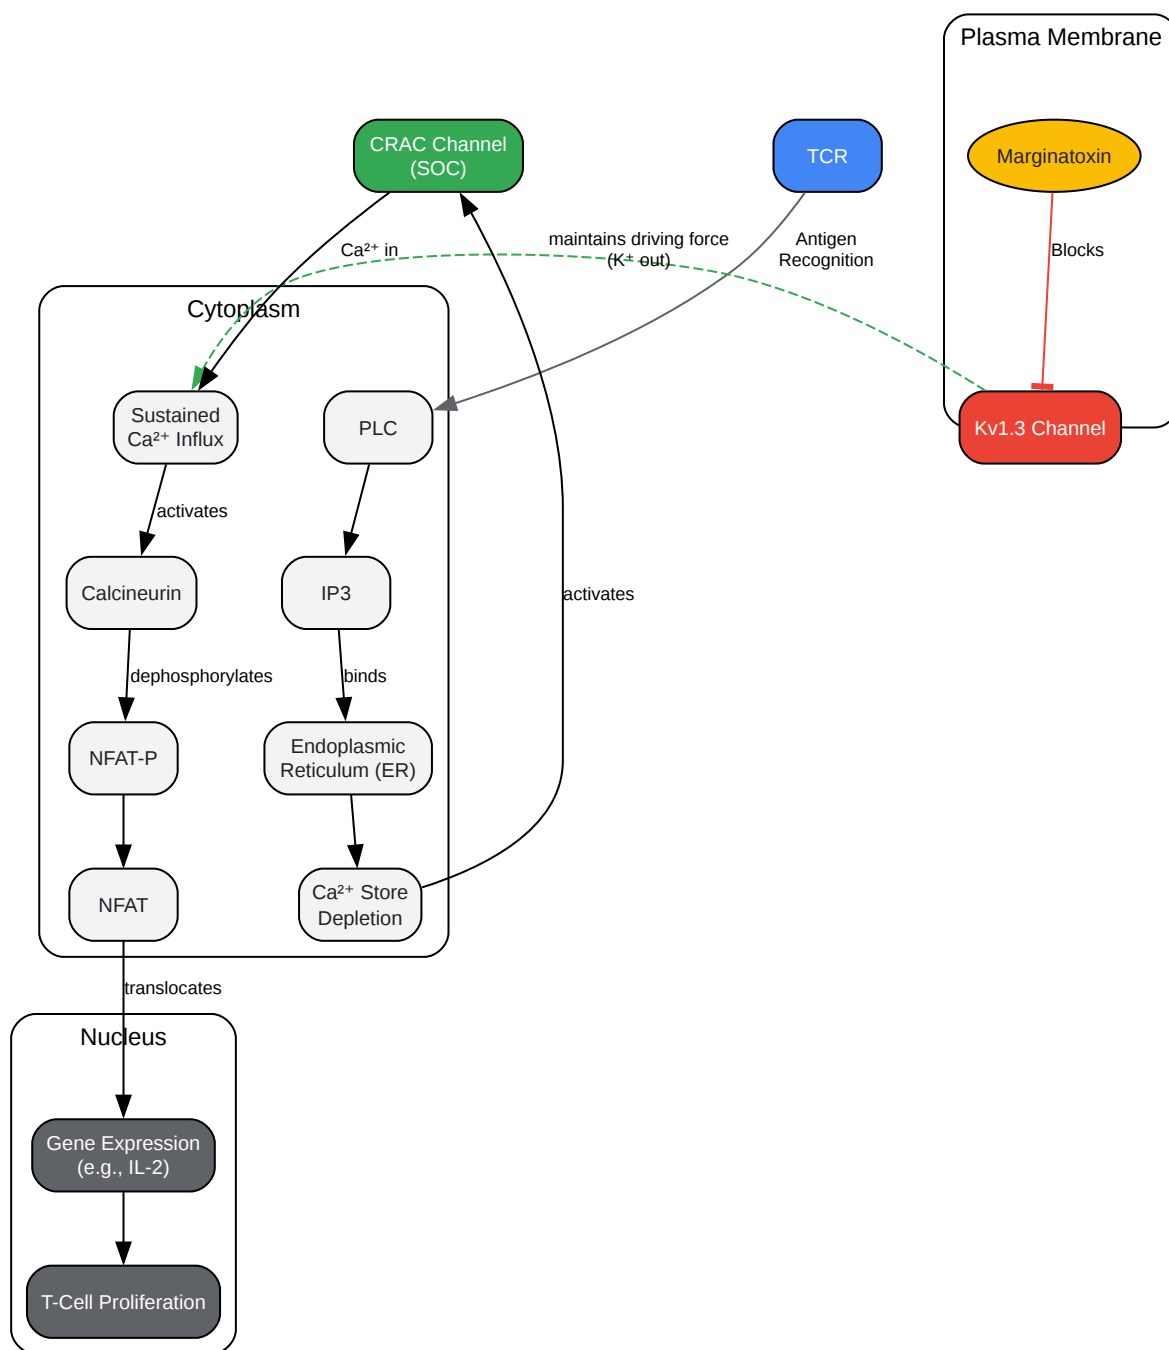 Plasma Membrane
CRAC Channel
(SOC)
TCR
Marginatoxin
Ca²⁺ in
maintains driving force
(K⁺ out)
Antigen
Recognition
Blocks
Cytoplasm
Sustained
Ca²⁺ Influx
PLC
Kv1.3 Channel
activates
Calcineurin
IP3
activates
dephosphorylates
binds
NFAT-P
Endoplasmic
Reticulum (ER)
NFAT
Ca²⁺ Store
Depletion
translocates
Nucleus
Gene Expression
(e.g., IL-2)
T-Cell Proliferation